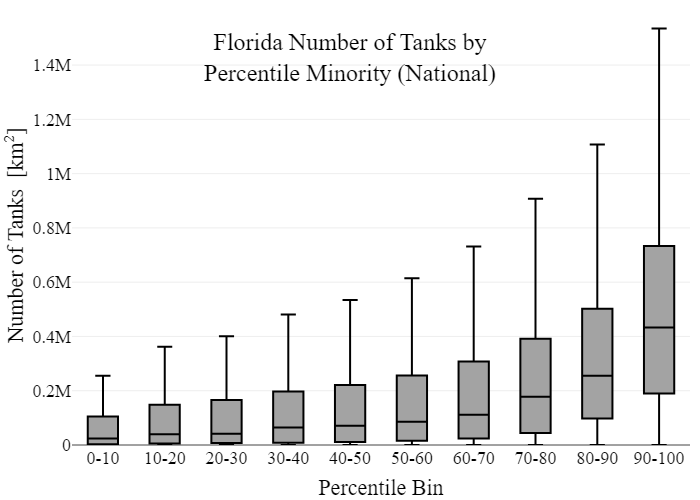 Florida Number of Tanks by
Percentile Minority (National)
Number of Tanks [km²]
1.4M
1.2M
1M
0.8M
0.6M
0.4M
0.2M
0
0-10 10-20 20-30 30-40 40-50 50-60 60-70 70-80 80-90 90-100
Percentile Bin